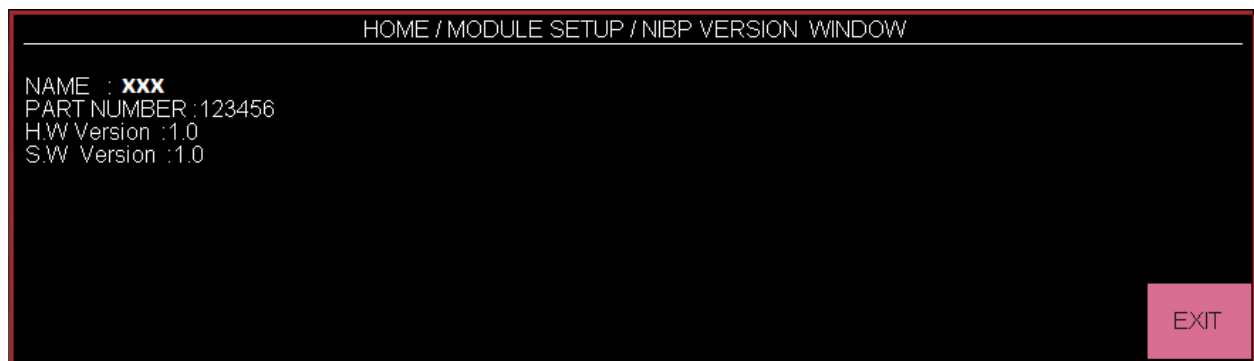 HOME / MODULE SETUP / NIBP VERSION WINDOW
NAME : xxx
PART NUMBER :123456
H.W Version :1.0
S.W Version :1.0
EXIT